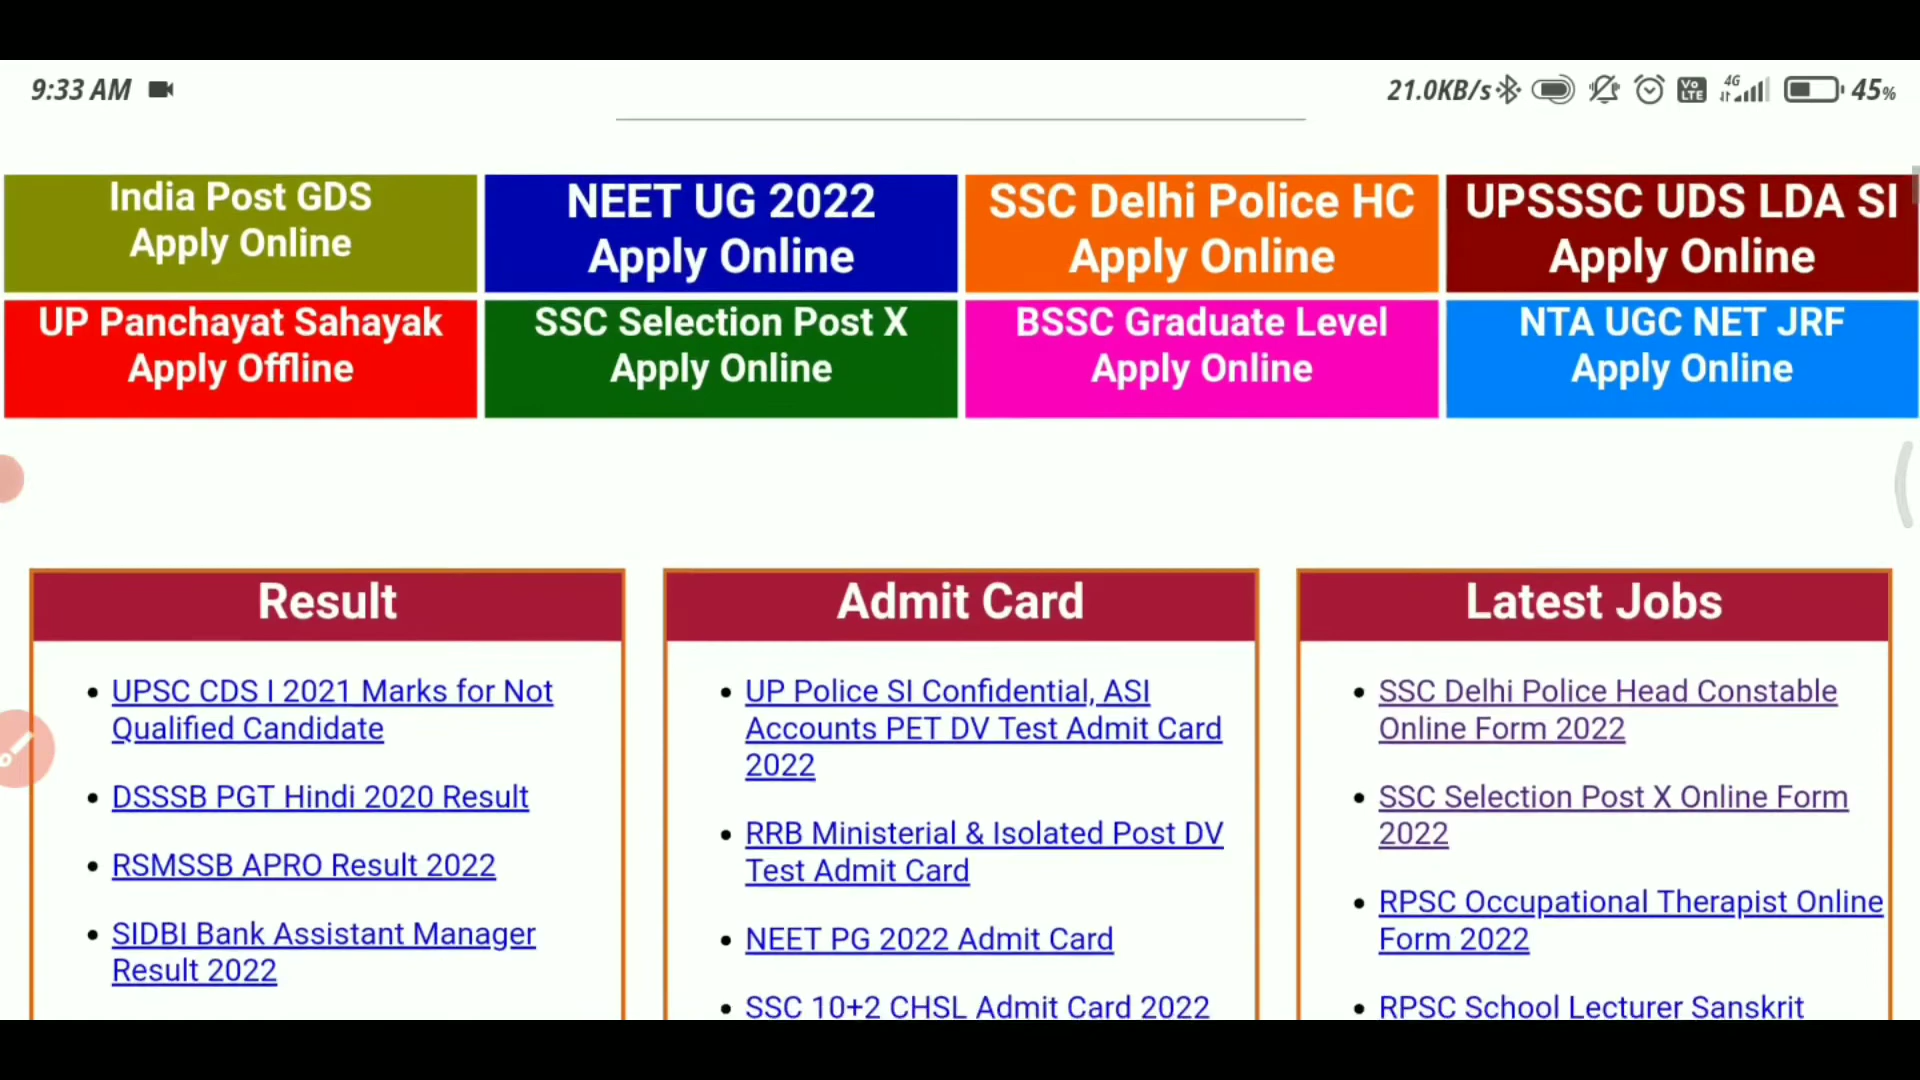 9:33 AM
21.0KB/s
4G
Vo LTE
45%
India Post GDS
Apply Online
NEET UG 2022
Apply Online
SSC Delhi Police HC
Apply Online
UPSSSC UDS LDA SI
Apply Online
UP Panchayat Sahayak
Apply Offline
SSC Selection Post X
Apply Online
BSSC Graduate Level
Apply Online
NTA UGC NET JRF
Apply Online
Result
UPSC CDS I 2021 Marks for Not
Qualified Candidate
DSSSB PGT Hindi 2020 Result
RSMSSB APRO Result 2022
SIDBI Bank Assistant Manager
Result 2022
Admit Card
UP Police SI Confidential, ASI
Accounts PET DV Test Admit Card
2022
RRB Ministerial & Isolated Post DV
Test Admit Card
NEET PG 2022 Admit Card
SSC 10+2 CHSL Admit Card 2022
Latest Jobs
SSC Delhi Police Head Constable
Online Form 2022
SSC Selection Post X Online Form
2022
RPSC Occupational Therapist Online
Form 2022
RPSC School Lecturer Sanskrit